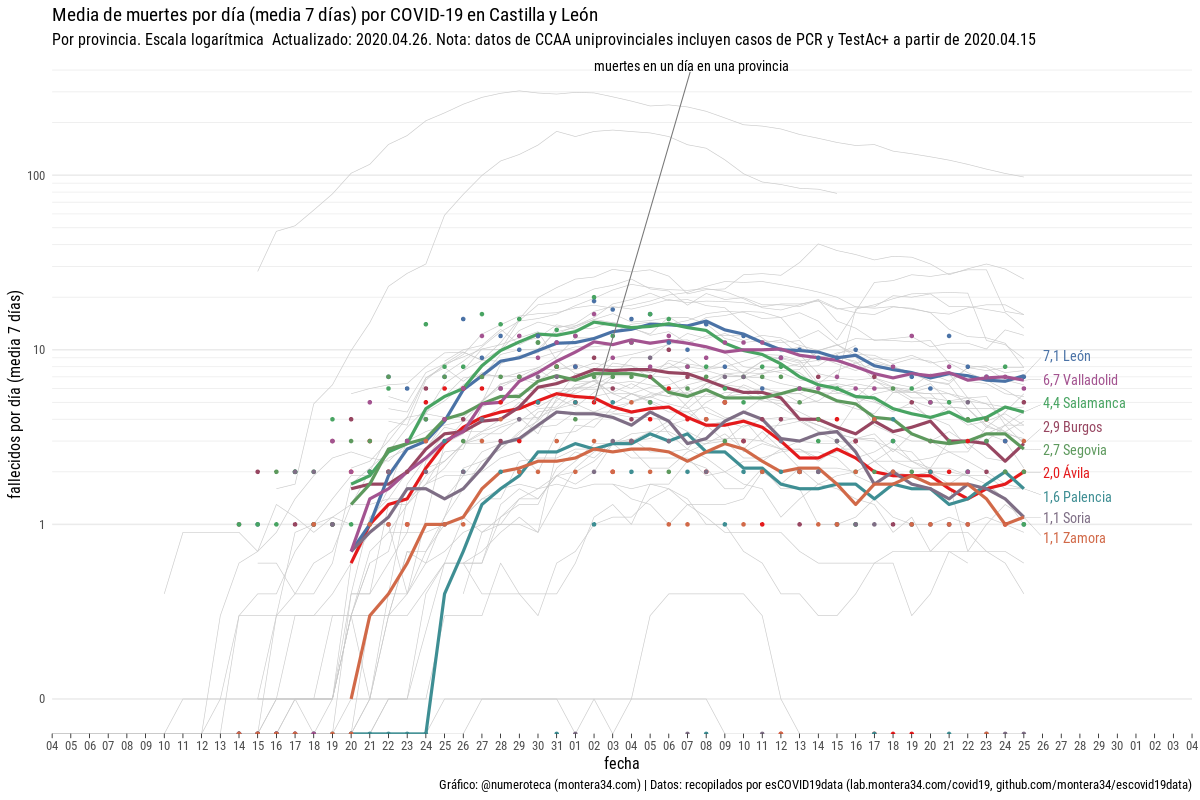 Media de muertes por día (media 7 días) por COVID-19 en Castilla y León
Por provincia. Escala logarítmica  Actualizado: 2020.04.26. Nota: datos de CCAA uniprovinciales incluyen casos de PCR y TestAc+ a partir de 2020.04.15
muertes en un día en una provincia
fallecidos por día (media 7 días)
100
10
1
0
7,1 León
6,7 Valladolid
4,4 Salamanca
2,9 Burgos
2,7 Segovia
2,0 Ávila
1,6 Palencia
1,1 Soria
1,1 Zamora
04 05 06 07 08 09 10 11 12 13 14 15 16 17 18 19 20 21 22 23 24 25 26 27 28 29 30 31 01 02 03 04 05 06 07 08 09 10 11 12 13 14 15 16 17 18 19 20 21 22 23 24 25 26 27 28 29 30 01 02 03 04
fecha
Gráfico: @numeroteca (montera34.com) | Datos: recopilados por esCOVID19data (lab.montera34.com/covid19, github.com/montera34/escovid19data)